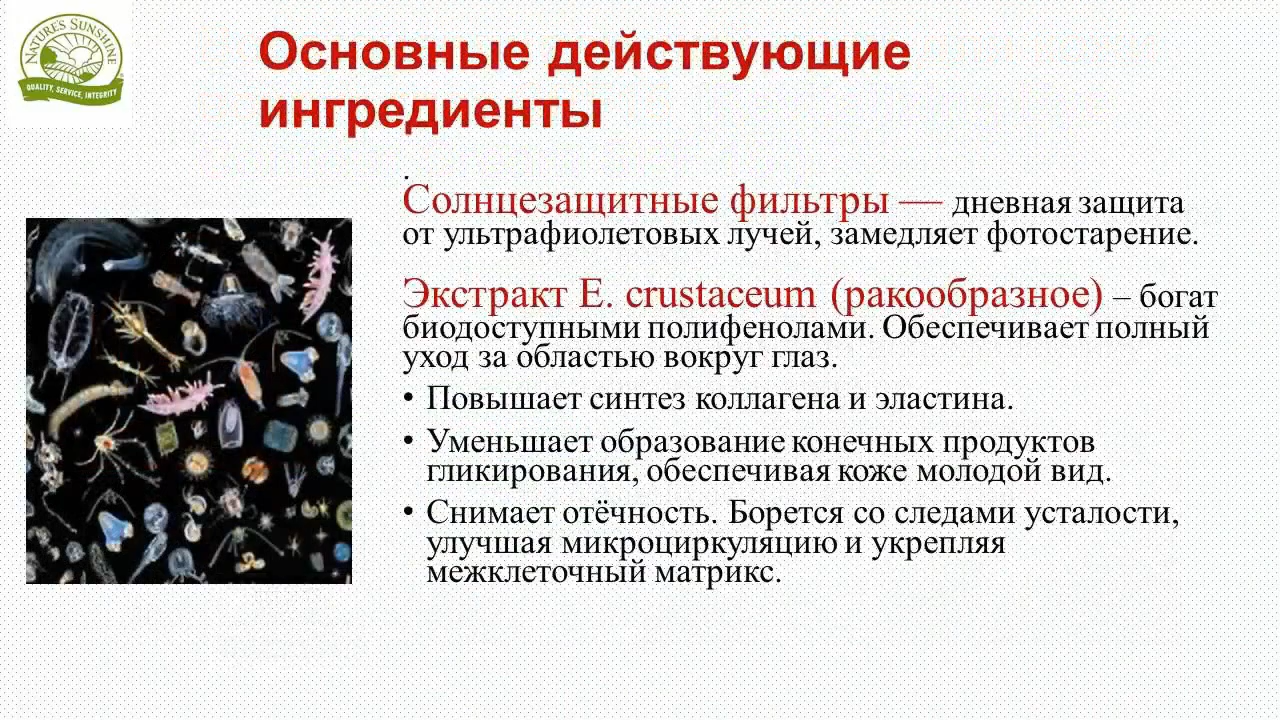 NATURE'S SUNSHINE
QUALITY, SERVICE, INTEGRITY
Основные действующие
ингредиенты
.
Солнцезащитные фильтры — дневная защита
от ультрафиолетовых лучей, замедляет фотостарение.
Экстракт E. crustaceum (ракообразное) – богат
биодоступными полифенолами. Обеспечивает полный
уход за областью вокруг глаз.
• Повышает синтез коллагена и эластина.
• Уменьшает образование конечных продуктов
гликирования, обеспечивая коже молодой вид.
• Снимает отёчность. Борется со следами усталости,
улучшая микроциркуляцию и укрепляя
межклеточный матрикс.